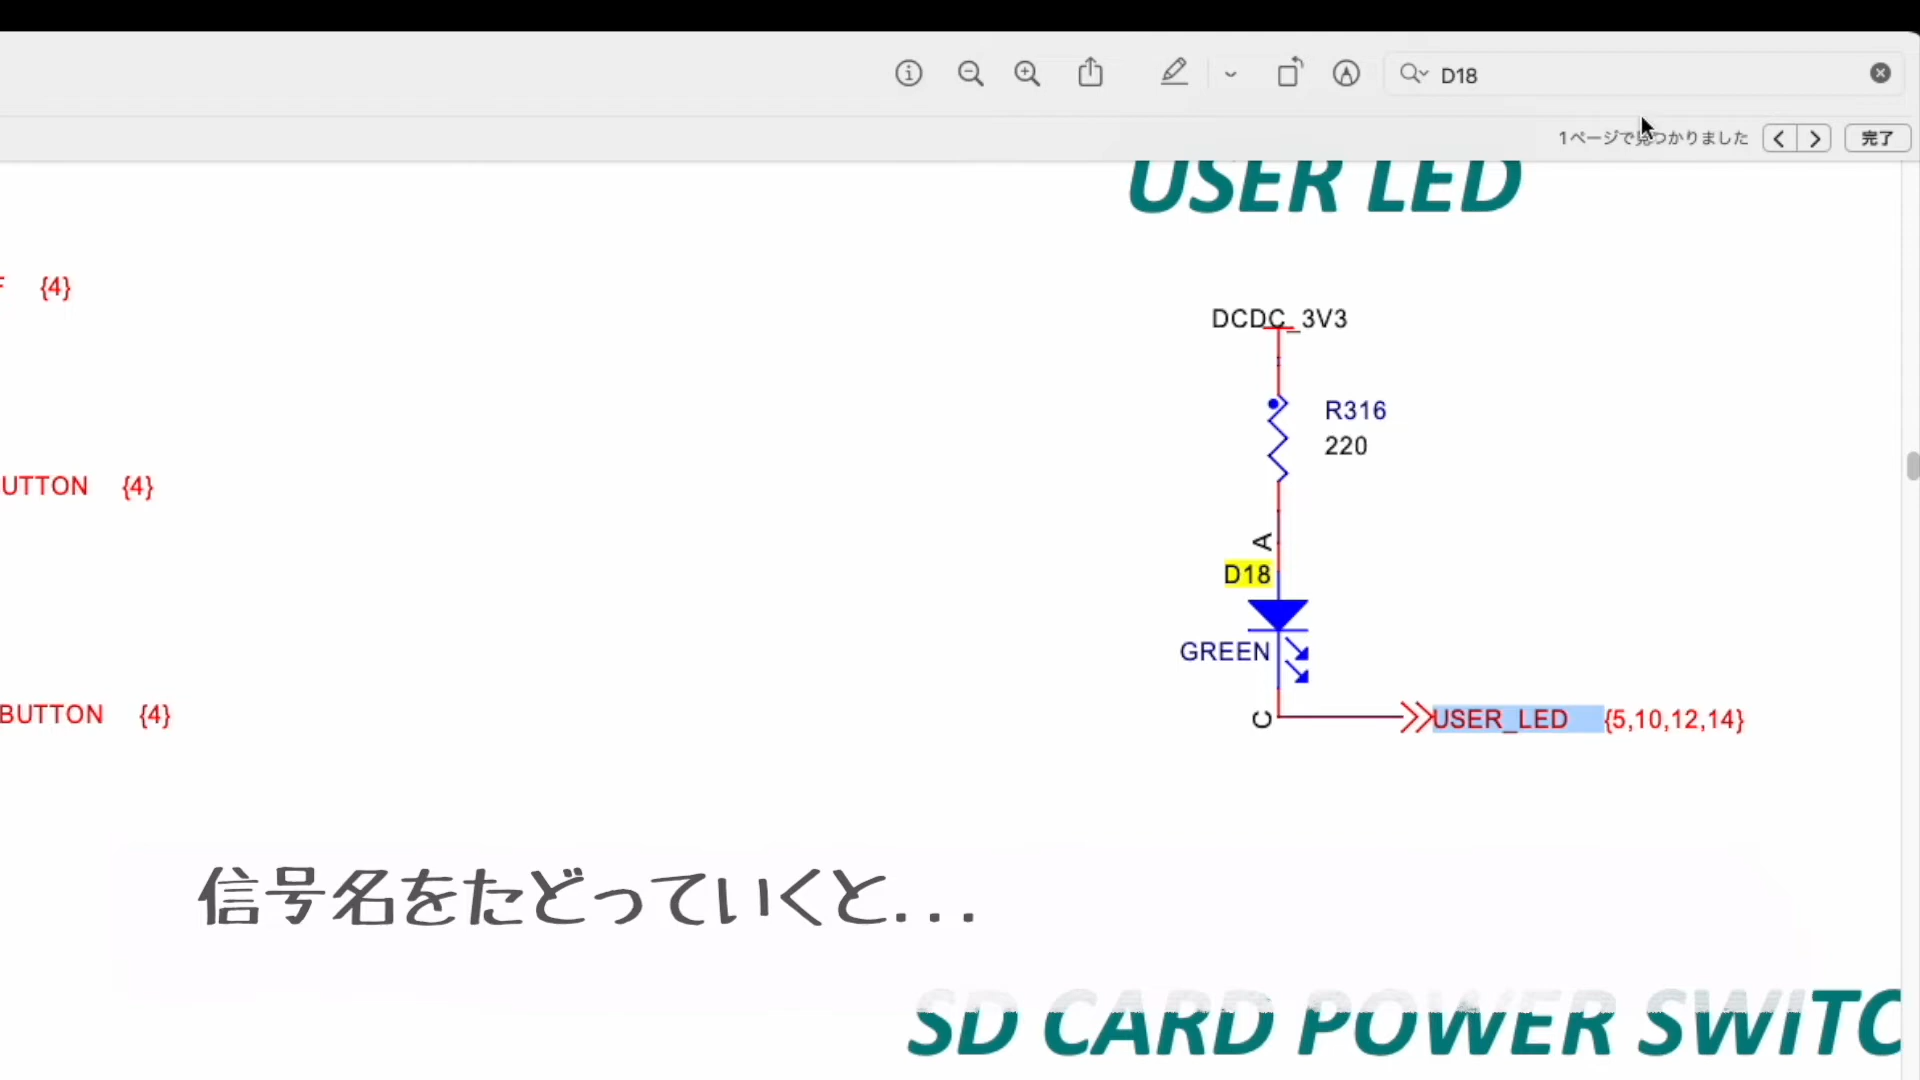 D18
1ページで見つかりました
完了
USER LED
{4}
DCDC_3V3
R316
220
UTTON {4}
A
D18
GREEN
BUTTON {4}
C
USER_LED {5,10,12,14}
信号名をたどっていくと...
SD CARD POWER SWITC